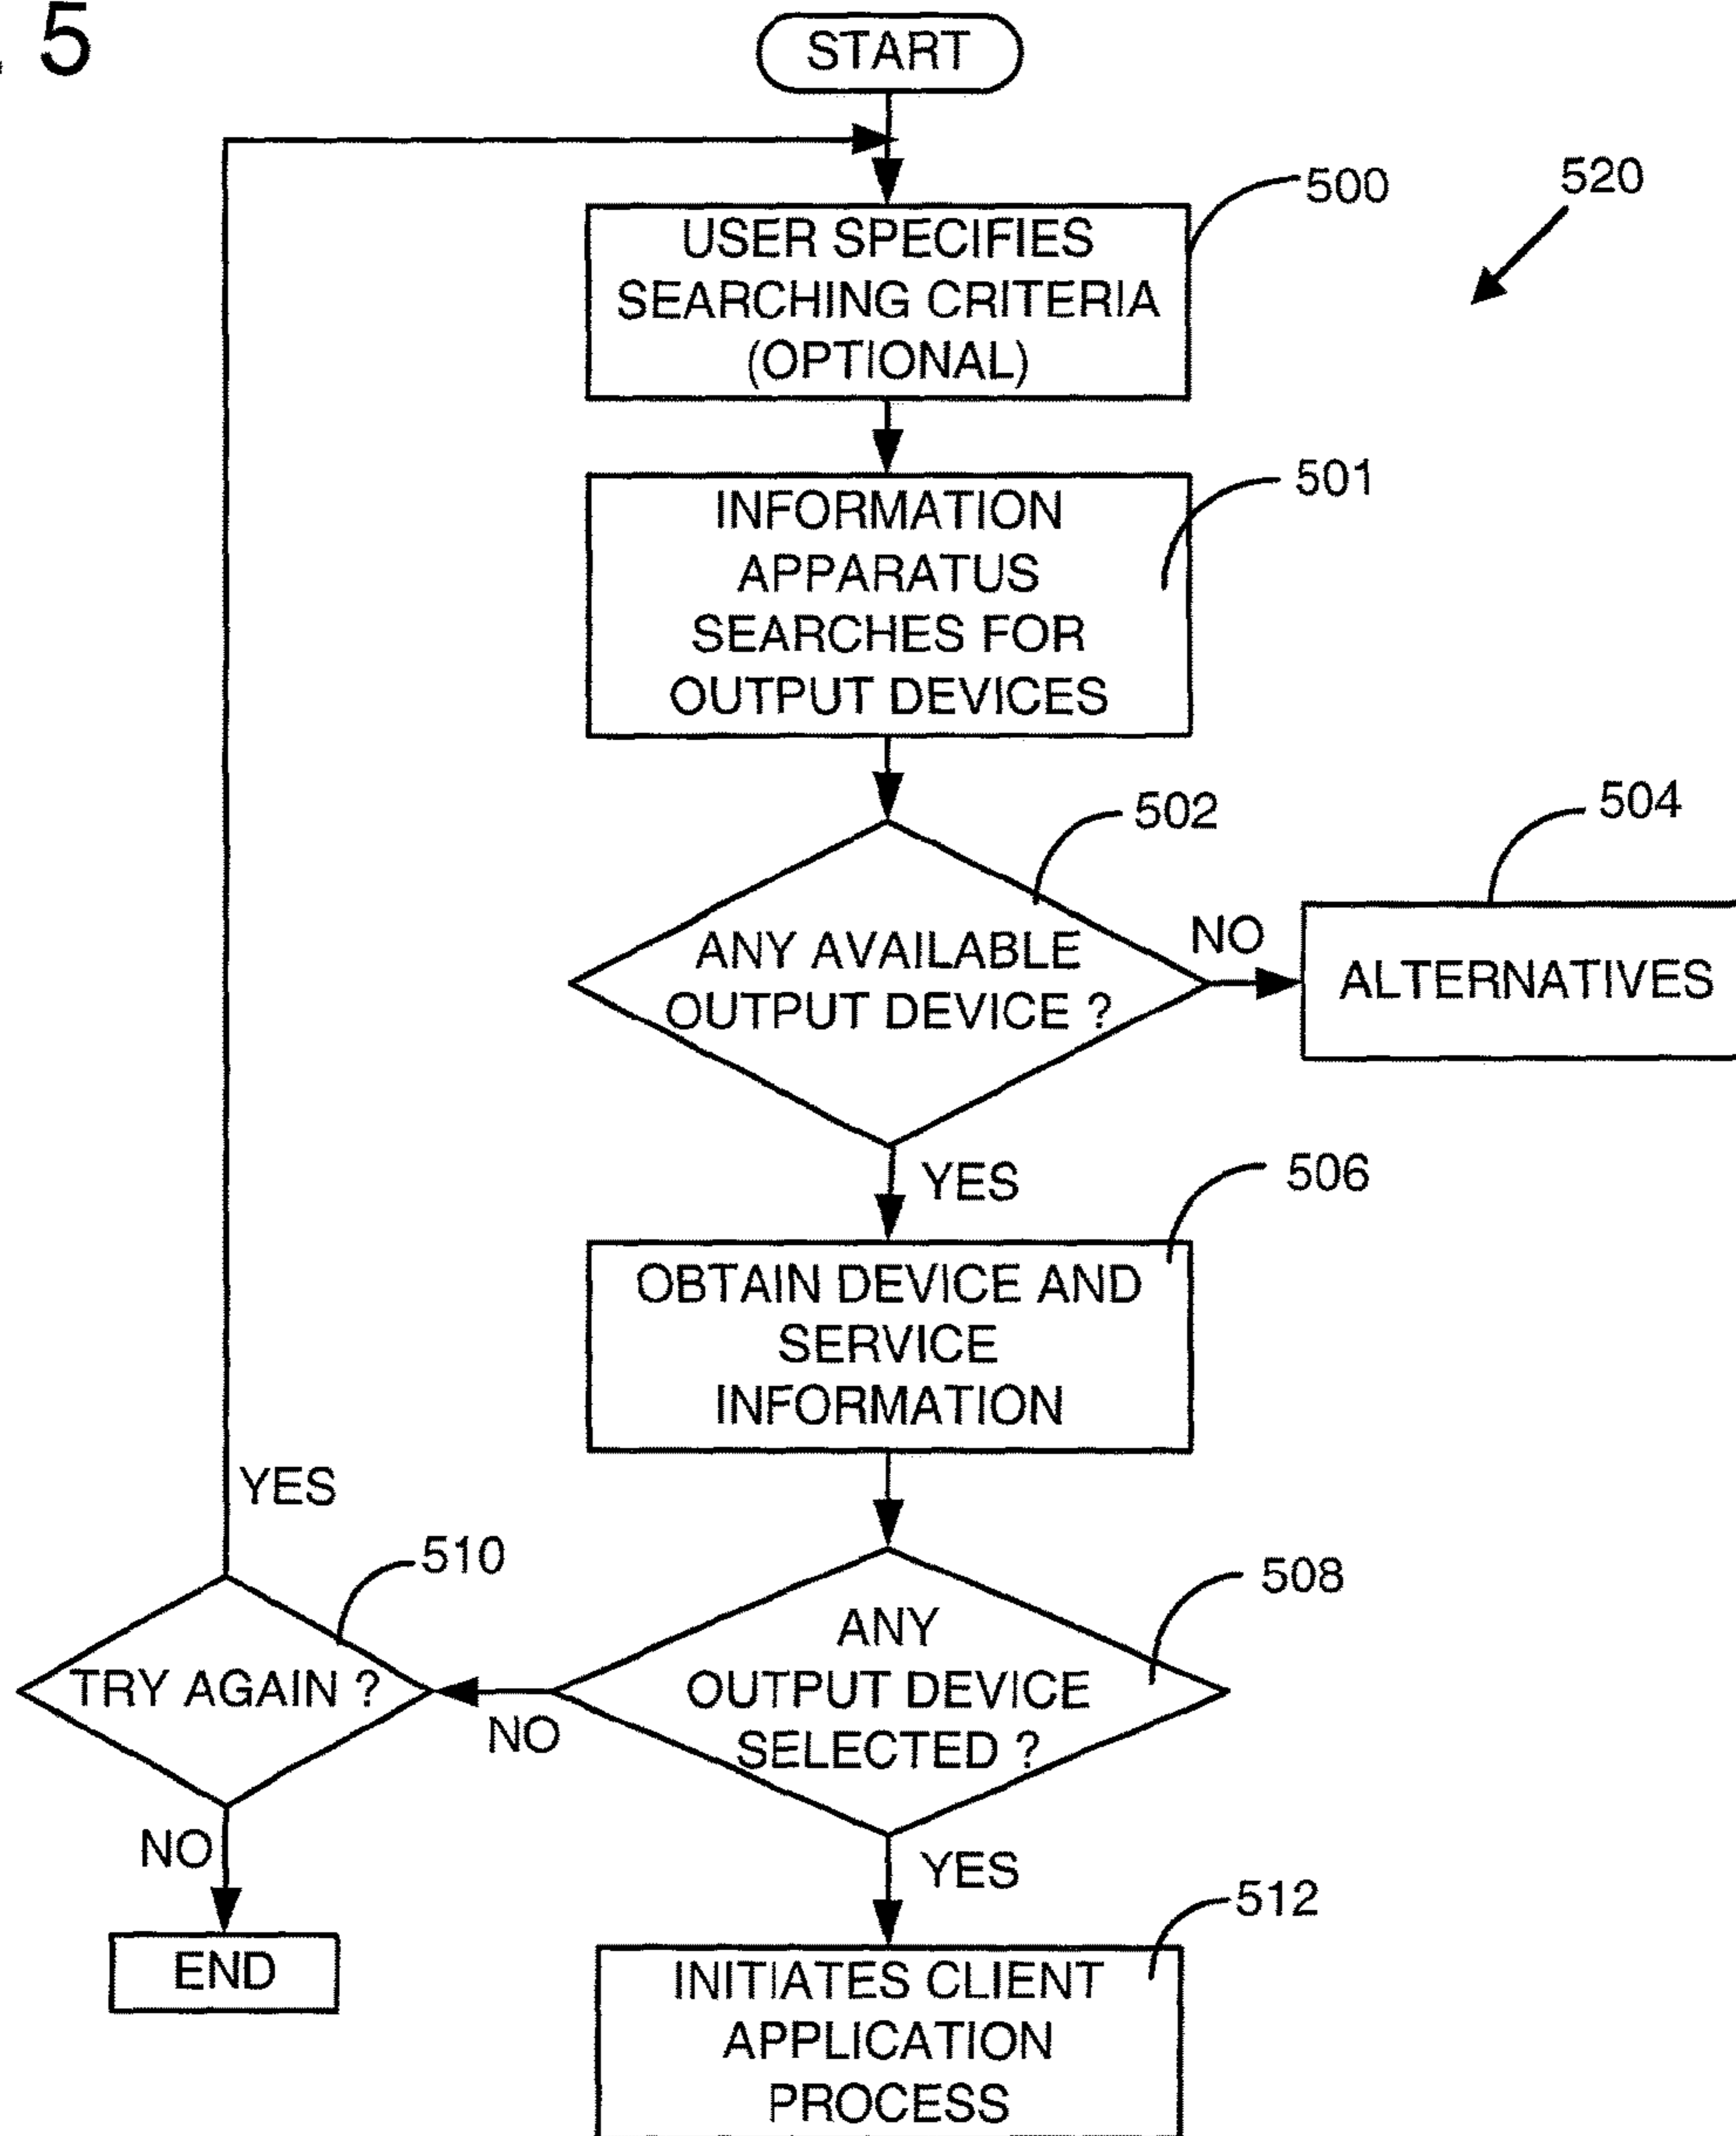 . 5
START
500
520
USER SPECIFIES
SEARCHING CRITERIA
(OPTIONAL)
501
INFORMATION
APPARATUS
SEARCHES FOR
OUTPUT DEVICES
502
504
ANY AVAILABLE
OUTPUT DEVICE ?
NO
ALTERNATIVES
YES
506
OBTAIN DEVICE AND
SERVICE
INFORMATION
YES
510
508
TRY AGAIN ?
NO
ANY
OUTPUT DEVICE
SELECTED ?
NO
YES
512
END
INITIATES CLIENT
APPLICATION
PROCESS